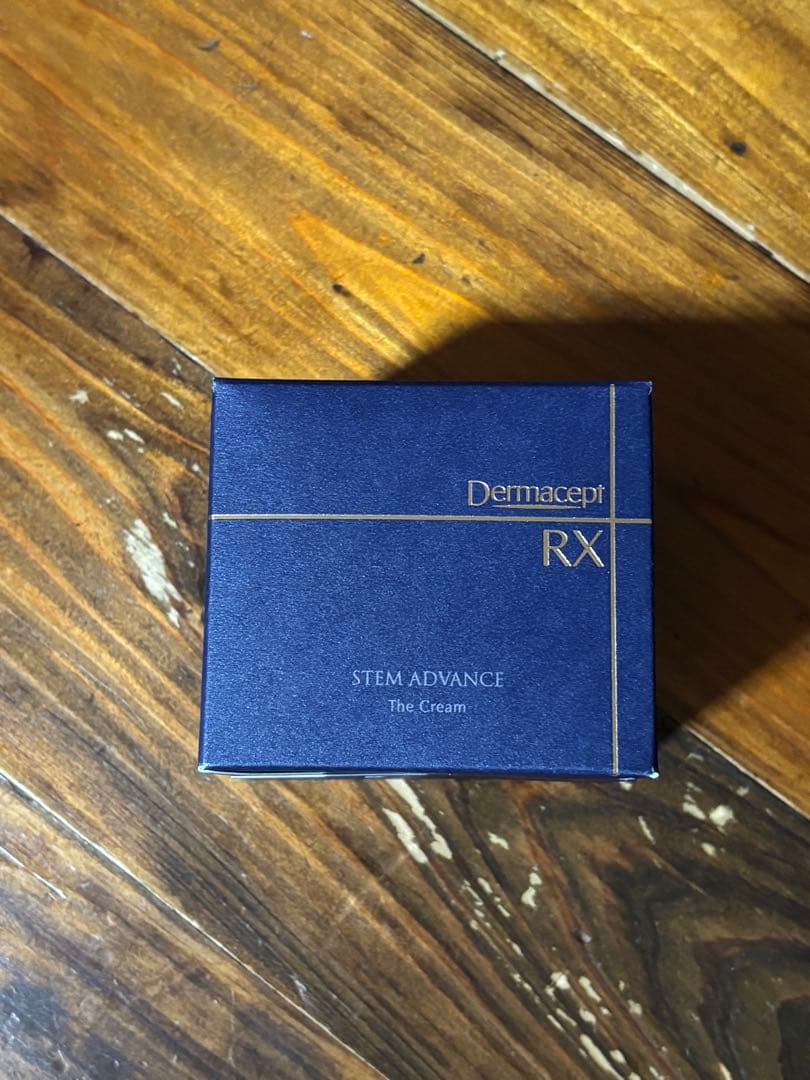 Dermacept
RX
STEM ADVANCE
The Cream